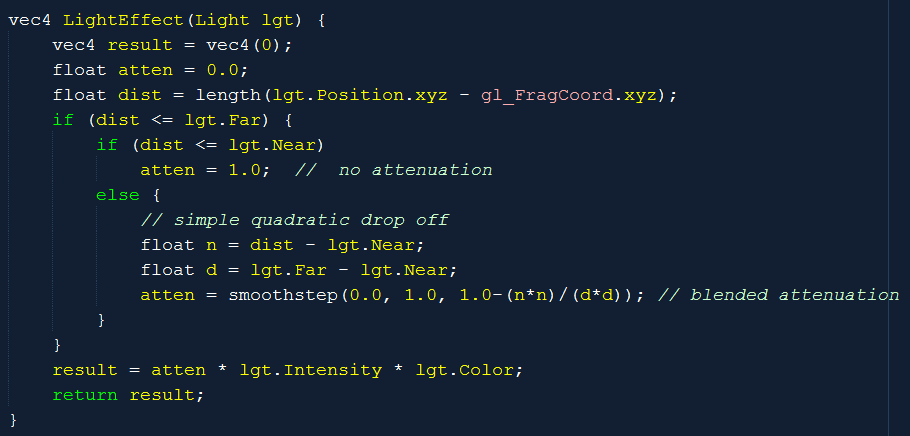 vec4 LightEffect(Light lgt) {
    vec4 result = vec4(0);
    float atten = 0.0;
    float dist = length(lgt.Position.xyz - gl_FragCoord.xyz);
    if (dist <= lgt.Far) {
        if (dist <= lgt.Near)
            atten = 1.0;  //  no attenuation
        else {
            // simple quadratic drop off
            float n = dist - lgt.Near;
            float d = lgt.Far - lgt.Near;
            atten = smoothstep(0.0, 1.0, 1.0-(n*n)/(d*d)); // blended attenuation
        }
    }
    result = atten * lgt.Intensity * lgt.Color;
    return result;
}